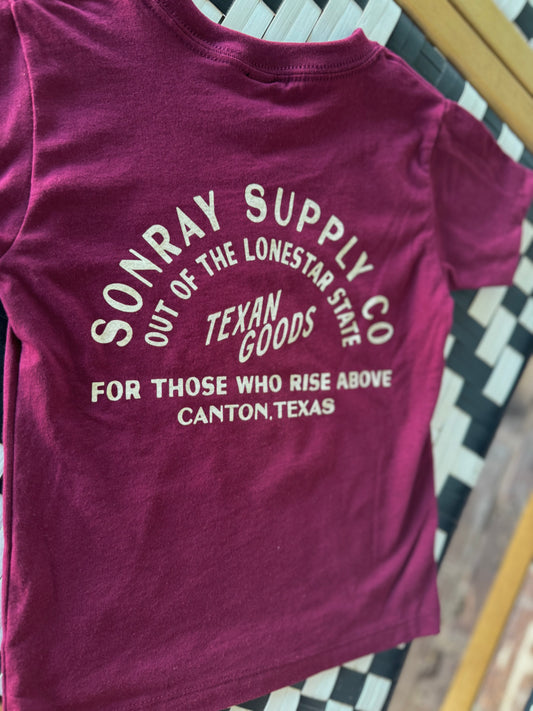 SONRAY SUPPLY CO
OUT OF THE LONESTAR STATE
TEXAN
GOODS
FOR THOSE WHO RISE ABOVE
CANTON, TEXAS